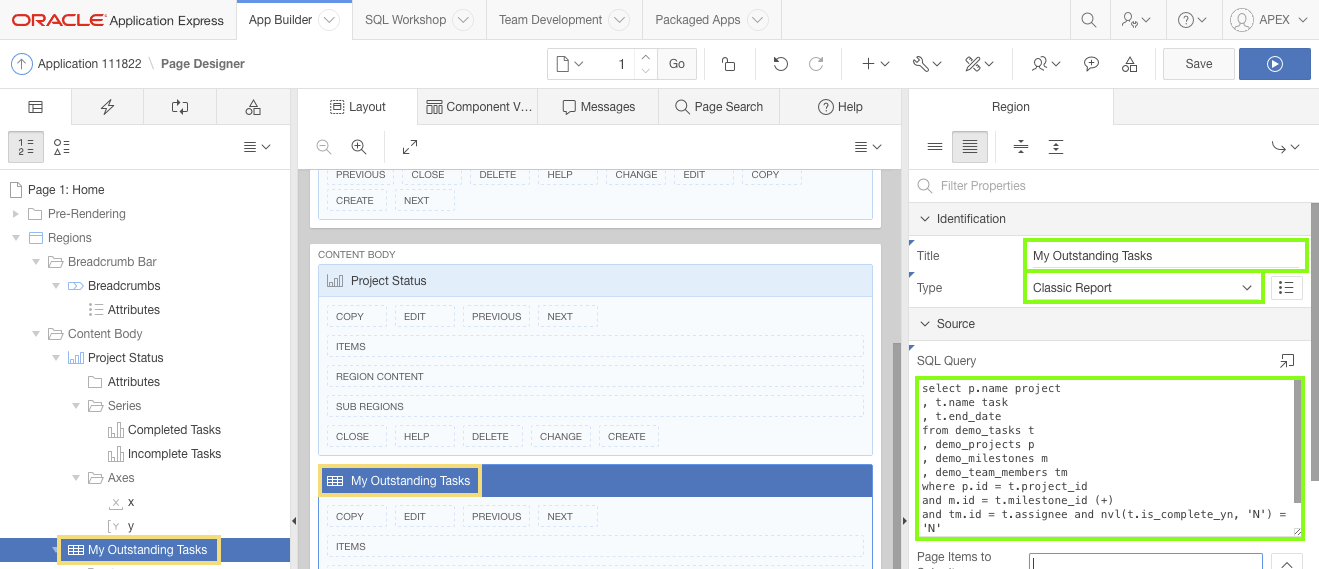 ORACLE Application Express
App Builder
SQL Workshop
Team Development
Packaged Apps
APEX
Application 111822 \ Page Designer
1
Go
Save
Layout
Component V...
Messages
Page Search
Help
Region
Page 1: Home
Pre-Rendering
Regions
Breadcrumb Bar
Breadcrumbs
Attributes
Content Body
Project Status
Attributes
Series
Completed Tasks
Incomplete Tasks
Axes
x
y
My Outstanding Tasks
PREVIOUS CLOSE DELETE HELP CHANGE EDIT COPY
CREATE NEXT
CONTENT BODY
Project Status
COPY EDIT PREVIOUS NEXT
ITEMS
REGION CONTENT
SUB REGIONS
CLOSE HELP DELETE CHANGE CREATE
My Outstanding Tasks
COPY EDIT PREVIOUS NEXT
ITEMS
Filter Properties
Identification
Title My Outstanding Tasks
Type Classic Report
Source
SQL Query
select p.name project
, t.name task
, t.end_date
from demo_tasks t
, demo_projects p
, demo_milestones m
, demo_team_members tm
where p.id = t.project_id
and m.id = t.milestone_id (+)
and tm.id = t.assignee and nvl(t.is_complete_yn, 'N') =
'N'
Page Items to